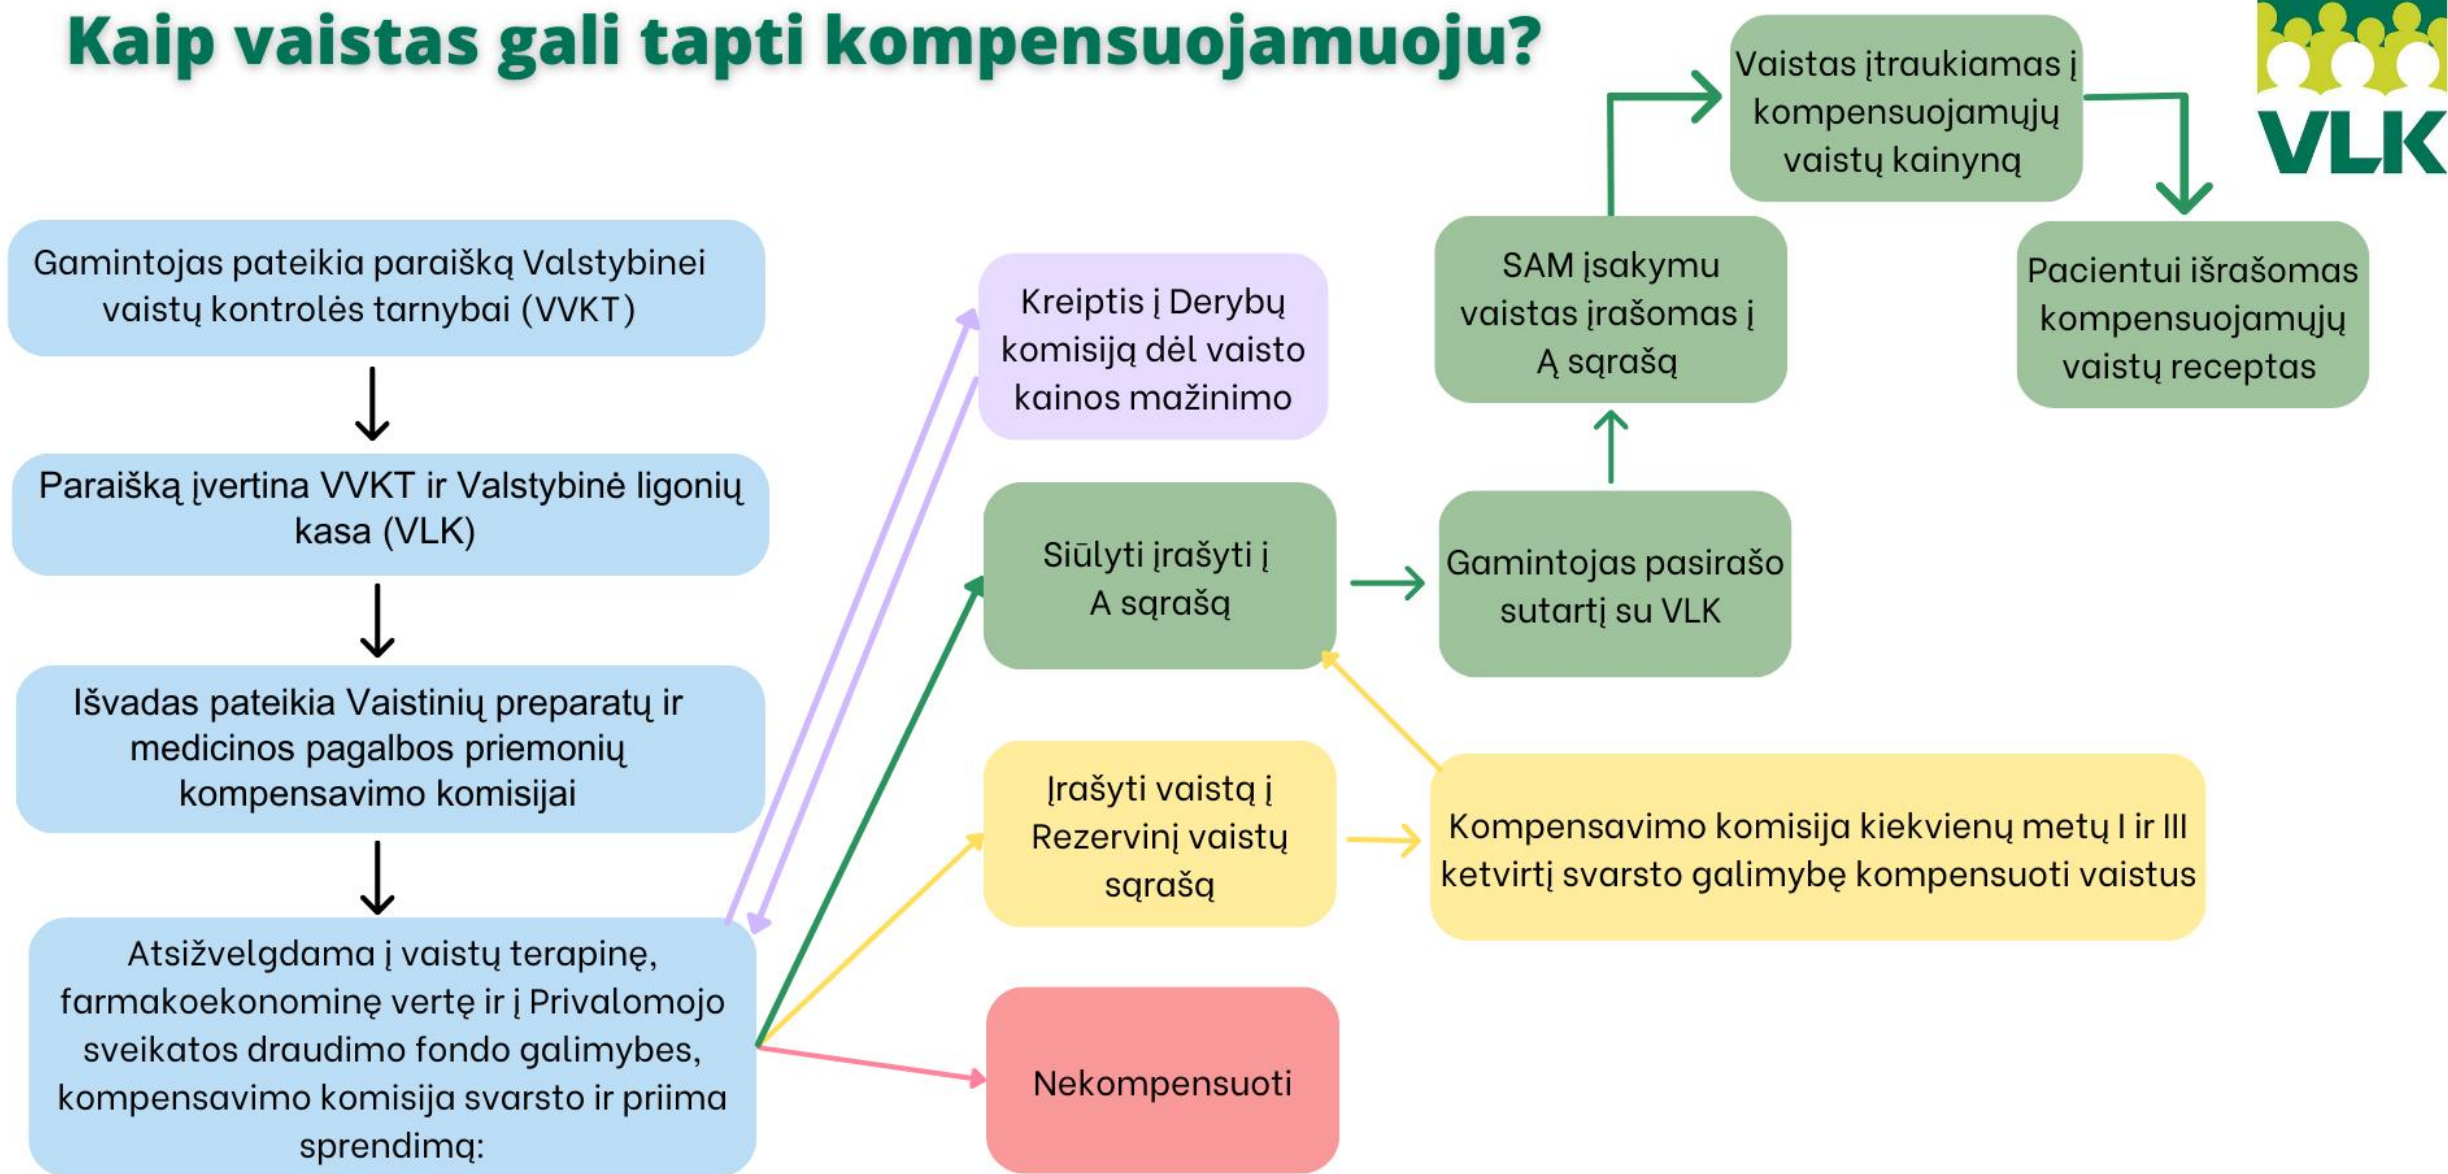 Kaip vaistas gali tapti kompensuojamuoju?
VLK
Gamintojas pateikia paraišką Valstybinei
vaistų kontrolės tarnybai (VVKT)
Paraišką įvertina VVKT ir Valstybinė ligonių
kasa (VLK)
Išvadas pateikia Vaistinių preparatų ir
medicinos pagalbos priemonių
kompensavimo komisijai
Atsižvelgdama į vaistų terapinę,
farmakoekonominę vertę ir į Privalomojo
sveikatos draudimo fondo galimybes,
kompensavimo komisija svarsto ir priima
sprendimą:
Kreiptis į Derybų
komisiją dėl vaisto
kainos mažinimo
Siūlyti įrašyti į
A sąrašą
Gamintojas pasirašo
sutartį su VLK
SAM įsakymu
vaistas įrašomas į
Ą sąrašą
Vaistas įtraukiamas į
kompensuojamųjų
vaistų kainyną
Pacientui išrašomas
kompensuojamųjų
vaistų receptas
Įrašyti vaistą į
Rezervinį vaistų
sąrašą
Kompensavimo komisija kiekvienų metų I ir III
ketvirtį svarsto galimybę kompensuoti vaistus
Nekompensuoti